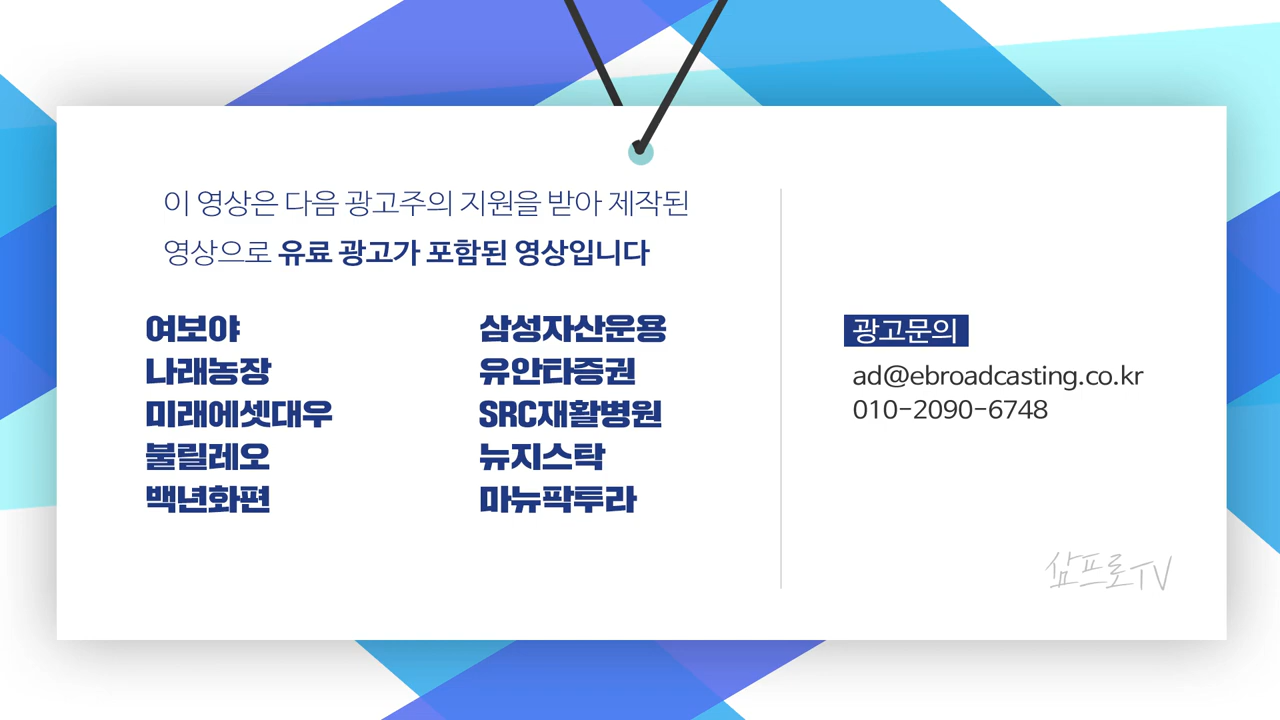 이 영상은 다음 광고주의 지원을 받아 제작된
영상으로 유료 광고가 포함된 영상입니다
여보야
나래농장
미래에셋대우
불릴레오
백년화편
삼성자산운용
유안타증권
SRC재활병원
뉴지스탁
마뉴팍투라
광고문의
ad@ebroadcasting.co.kr
010-2090-6748
삼프로TV